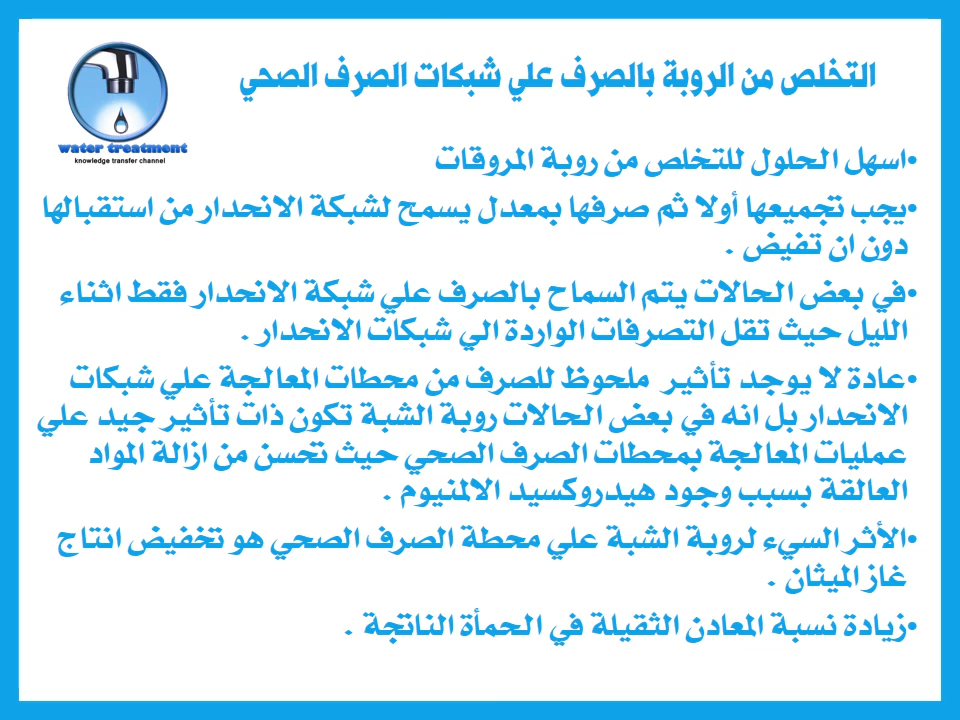 التخلص من الروبة بالصرف علي شبكات الصرف الصحي
water treatment
knowledge transfer channel
•اسهل الحلول للتخلص من روبة المروقات
•يجب تجميعها أولا ثم صرفها بمعدل يسمح لشبكة الانحدار من استقبالها
دون ان تفيض .
•في بعض الحالات يتم السماح بالصرف علي شبكة الانحدار فقط اثناء
الليل حيث تقل التصرفات الواردة الي شبكات الانحدار .
•عادة لا يوجد تأثير ملحوظ للصرف من محطات المعالجة علي شبكات
الانحدار بل انه في بعض الحالات روبة الشبة تكون ذات تأثير جيد علي
عمليات المعالجة بمحطات الصرف الصحي حيث تحسن من ازالة المواد
العالقة بسبب وجود هيدروكسيد الالمنيوم .
•الأثر السيء لروبة الشبة علي محطة الصرف الصحي هو تخفيض انتاج
غاز الميثان .
•زيادة نسبة المعادن الثقيلة في الحمأة الناتجة .